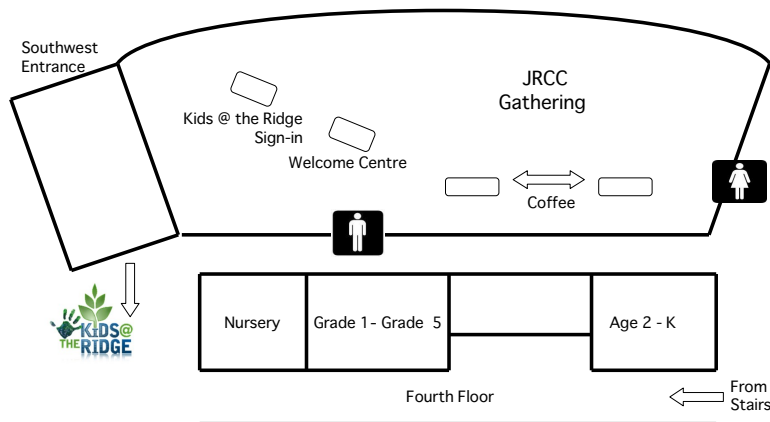 Southwest
Entrance
JRCC
Gathering
Kids @ the Ridge
Sign-in
Welcome Centre
Coffee
KiDS@
THE RIDGE
Nursery
Grade 1- Grade 5
Age 2 - K
Fourth Floor
From
Stairs